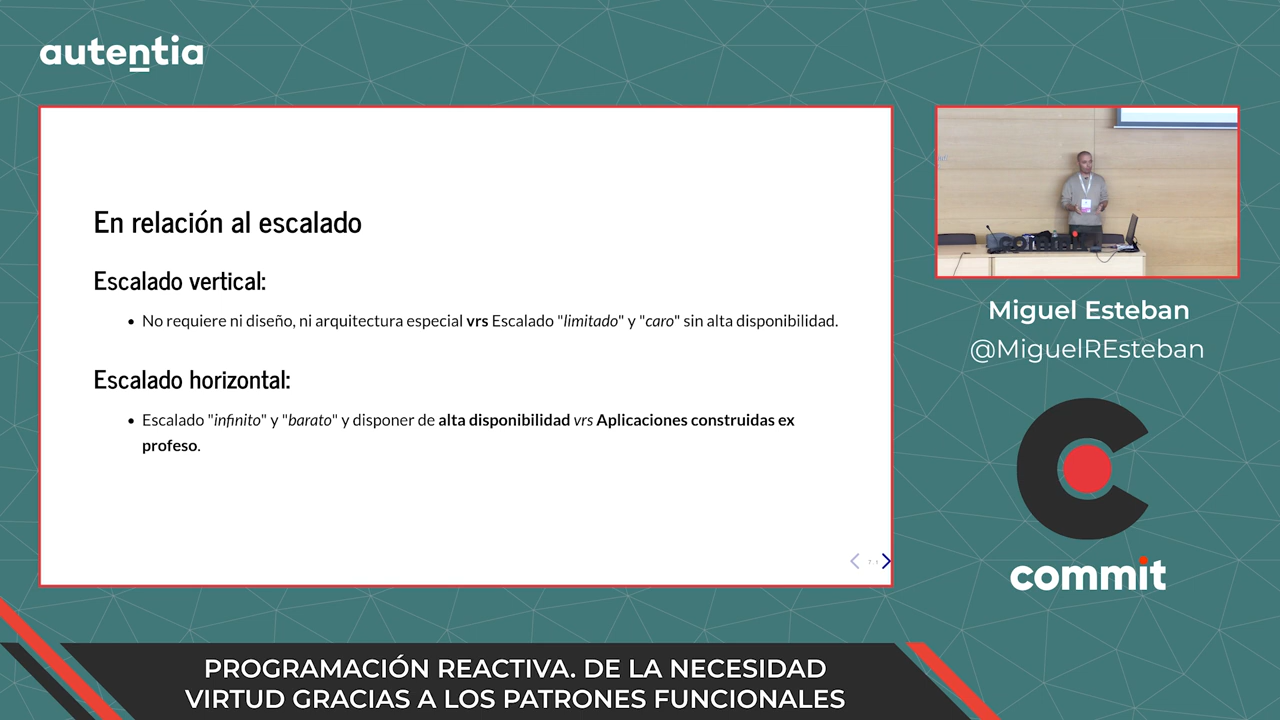 autentia
En relación al escalado
Escalado vertical:
No requiere ni diseño, ni arquitectura especial vrs Escalado "limitado" y "caro" sin alta disponibilidad.
Escalado horizontal:
Escalado "infinito" y "barato" y disponer de alta disponibilidad vrs Aplicaciones construidas ex
profeso.
Miguel Esteban
@MiguelREsteban
commit
PROGRAMACIÓN REACTIVA. DE LA NECESIDAD
VIRTUD GRACIAS A LOS PATRONES FUNCIONALES